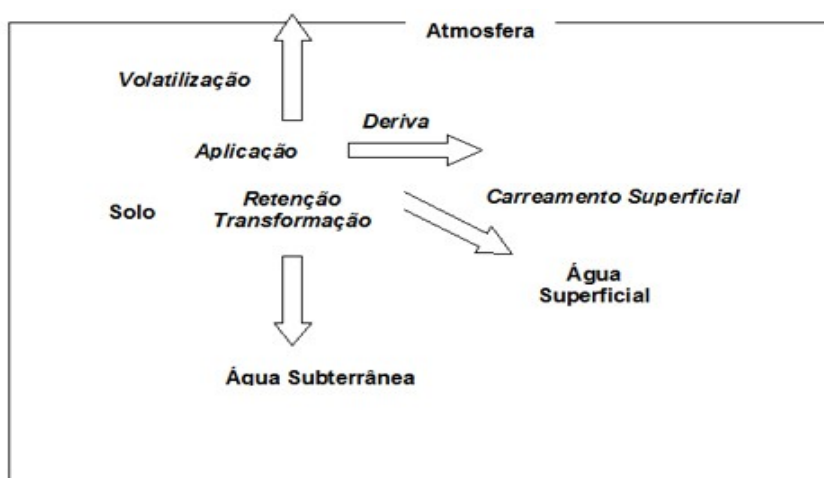 Atmosfera
Volatilização
Deriva
Aplicação
Retenção
Transformação
Solo
Carreamento Superficial
Água
Superficial
Água Subterrânea